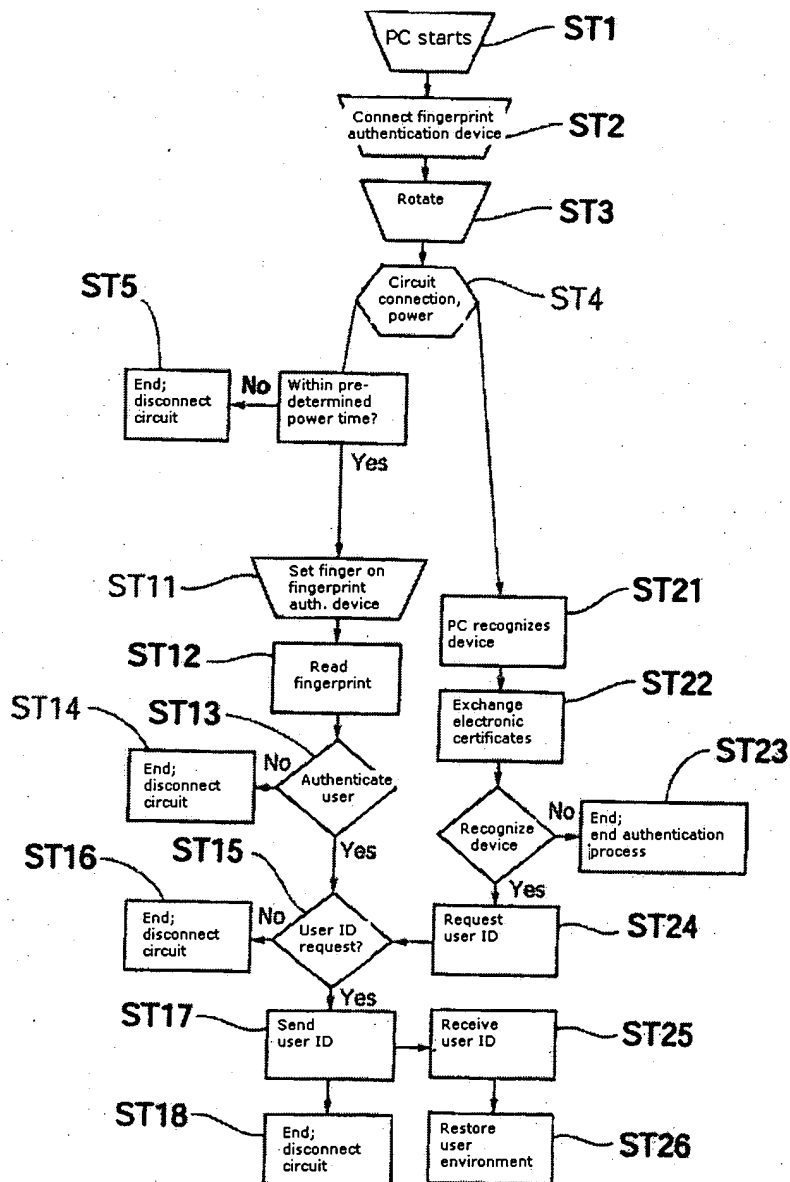 PC starts
ST1
Connect fingerprint
authentication device
ST2
Rotate
ST3
Circuit
connection,
power
ST4
ST5
End;
disconnect
circuit
No
Within pre-
determined
power time?
Yes
ST11
Set finger on
fingerprint
auth. device
ST21
PC recognizes
device
ST12
Read
fingerprint
ST22
Exchange
electronic
certificates
ST14
ST13
End;
disconnect
circuit
No
Authenticate
user
Yes
ST23
Recognize
device
No
End;
end authentication
process
Yes
ST16
ST15
End;
disconnect
circuit
No
User ID
request?
Yes
Request
user ID
ST24
ST17
Send
user ID
Receive
user ID
ST25
ST18
End;
disconnect
circuit
Restore
user
environment
ST26